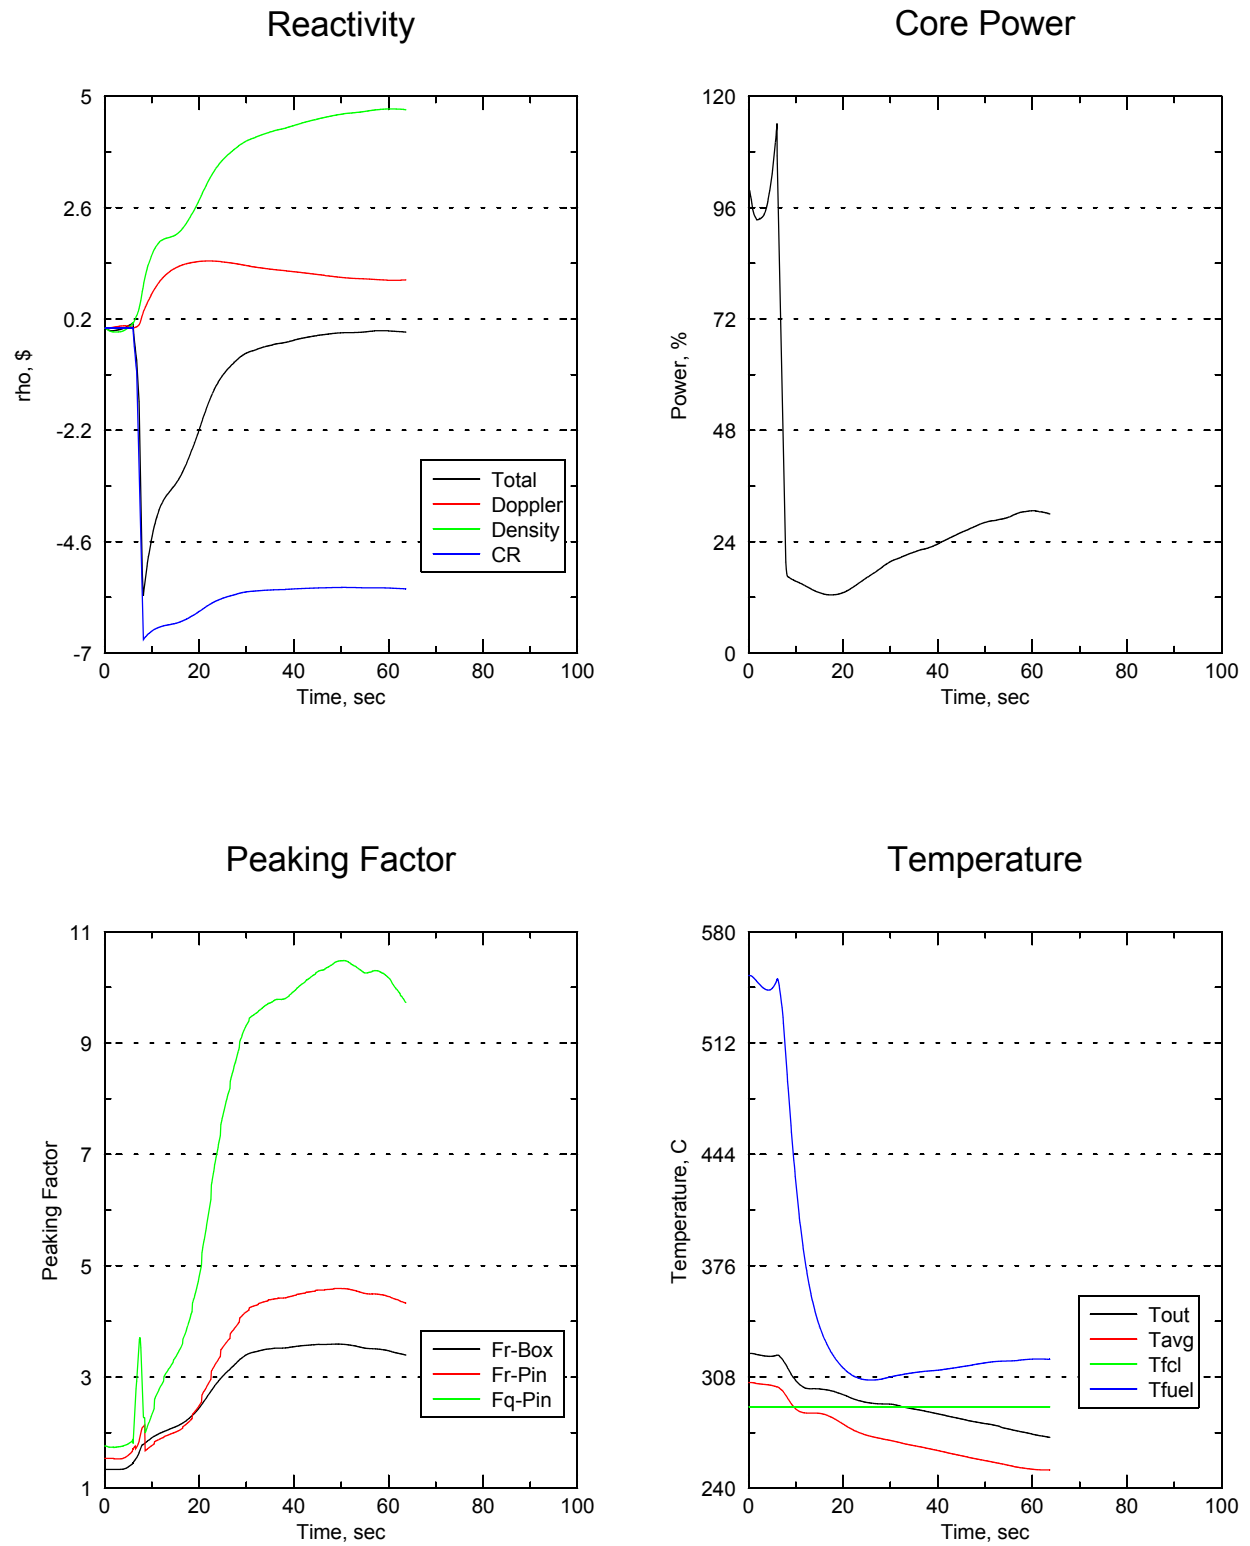 Reactivity
5
2.6
0.2
-2.2
-4.6
-7
rho, $
Total
Doppler
Density
CR
0 20 40 60 80 100
Time, sec
Core Power
120
96
72
48
24
0
Power, %
0 20 40 60 80 100
Time, sec
Peaking Factor
11
9
7
5
3
1
Peaking Factor
Fr-Box
Fr-Pin
Fq-Pin
0 20 40 60 80 100
Time, sec
Temperature
580
512
444
376
308
240
Temperature, C
Tout
Tavg
Tfcl
Tfuel
0 20 40 60 80 100
Time, sec